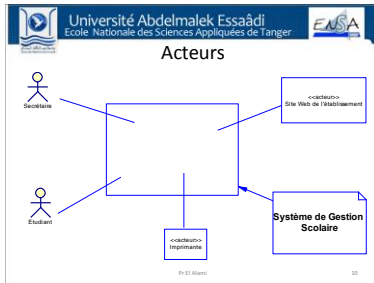 Université Abdelmalek Essaâdi
Ecole Nationale des Sciences Appliquées de Tanger
ENSA
Acteurs
Secrétaire
<<acteur>>
Site Web de l'établissement
Etudiant
<<acteur>>
Imprimante
Système de Gestion
Scolaire
Pr El Alami
10